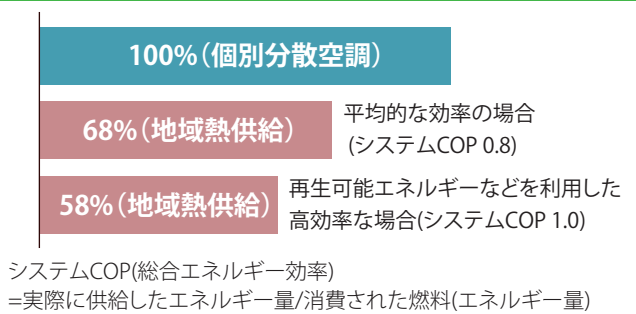 100%（個別分散空調）
68%（地域熱供給）
平均的な効率の場合
(システムCOP 0.8)
58%（地域熱供給）
再生可能エネルギーなどを利用した
高効率な場合(システムCOP 1.0)
システムCOP(総合エネルギー効率)
=実際に供給したエネルギー量/消費された燃料(エネルギー量)